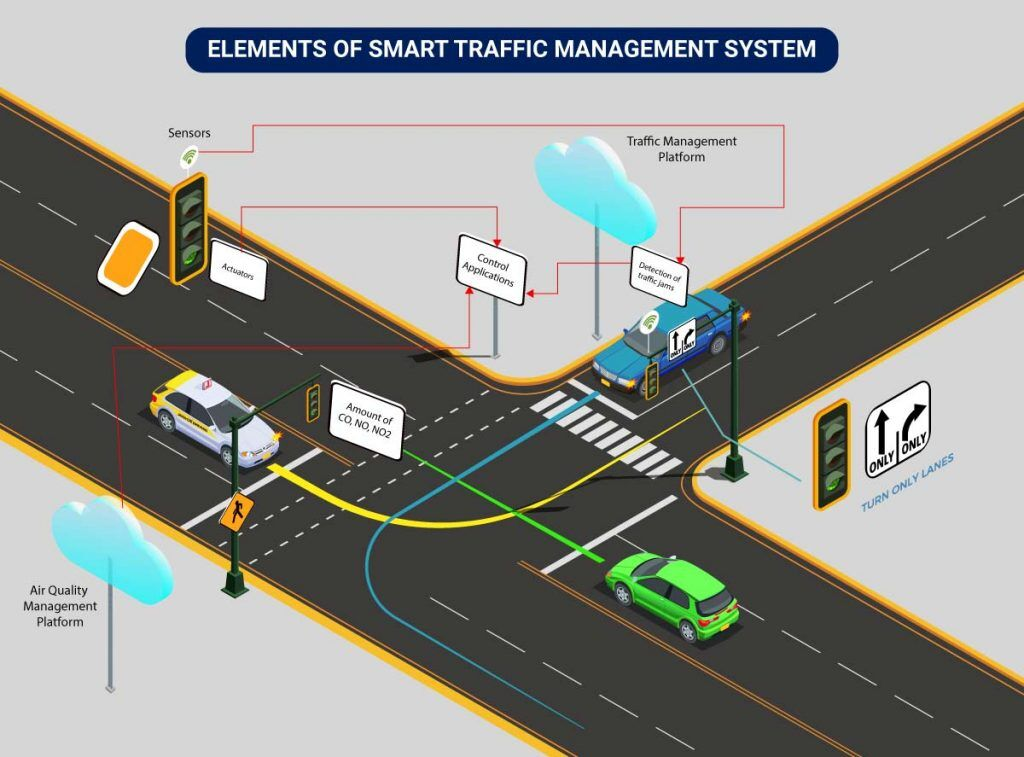 ELEMENTS OF SMART TRAFFIC MANAGEMENT SYSTEM
Sensors
Traffic Management
Platform
Actuators
Control
Applications
Detection of
traffic jams
ONLY ONLY
Amount of
CO, NO, NO2
ONLY ONLY
TURN ONLY LANES
Air Quality
Management
Platform